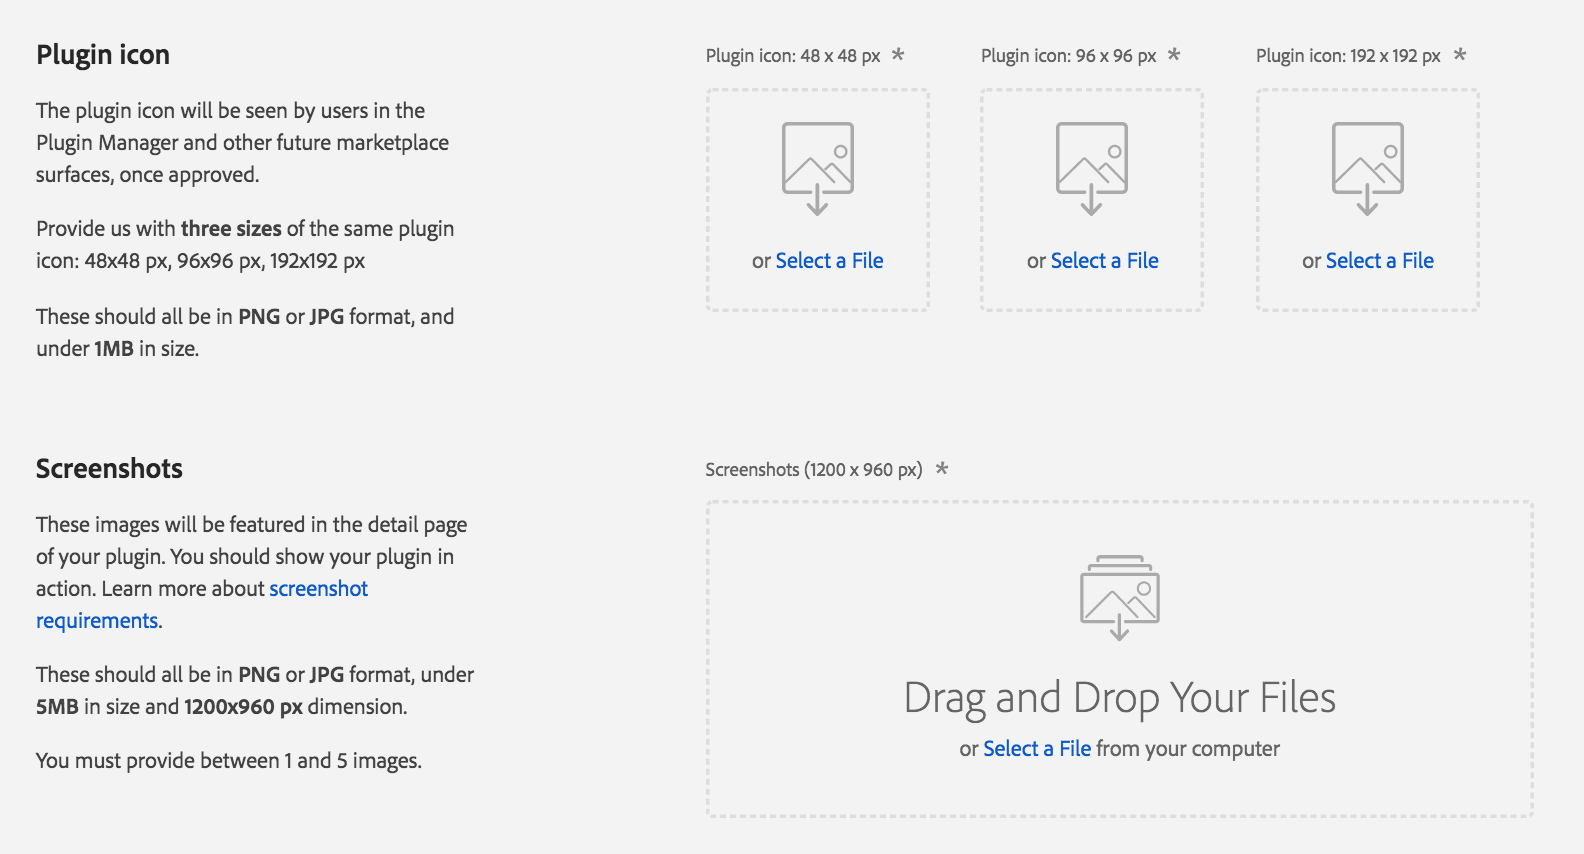 Plugin icon
The plugin icon will be seen by users in the
Plugin Manager and other future marketplace
surfaces, once approved.
Provide us with three sizes of the same plugin
icon: 48x48 px, 96x96 px, 192x192 px
These should all be in PNG or JPG format, and
under 1MB in size.
Plugin icon: 48 x 48 px *
or Select a File
Plugin icon: 96 x 96 px *
or Select a File
Plugin icon: 192 x 192 px *
or Select a File
Screenshots
These images will be featured in the detail page
of your plugin. You should show your plugin in
action. Learn more about screenshot
requirements.
These should all be in PNG or JPG format, under
5MB in size and 1200x960 px dimension.
You must provide between 1 and 5 images.
Screenshots (1200 x 960 px) *
Drag and Drop Your Files
or Select a File from your computer